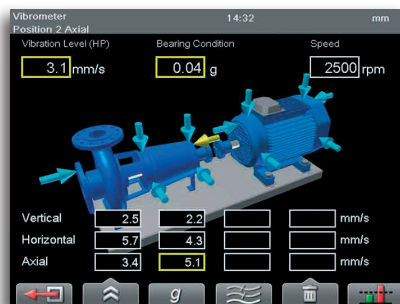 Vibrometer 14:32 mm
Position 2 Axial
Vibration Level (HP) Bearing Condition Speed
3.1 mm/s 0.04 g 2500 rpm
Vertical 2.5 2.2 mm/s
Horizontal 5.7 4.3 mm/s
Axial 3.4 5.1 mm/s
g